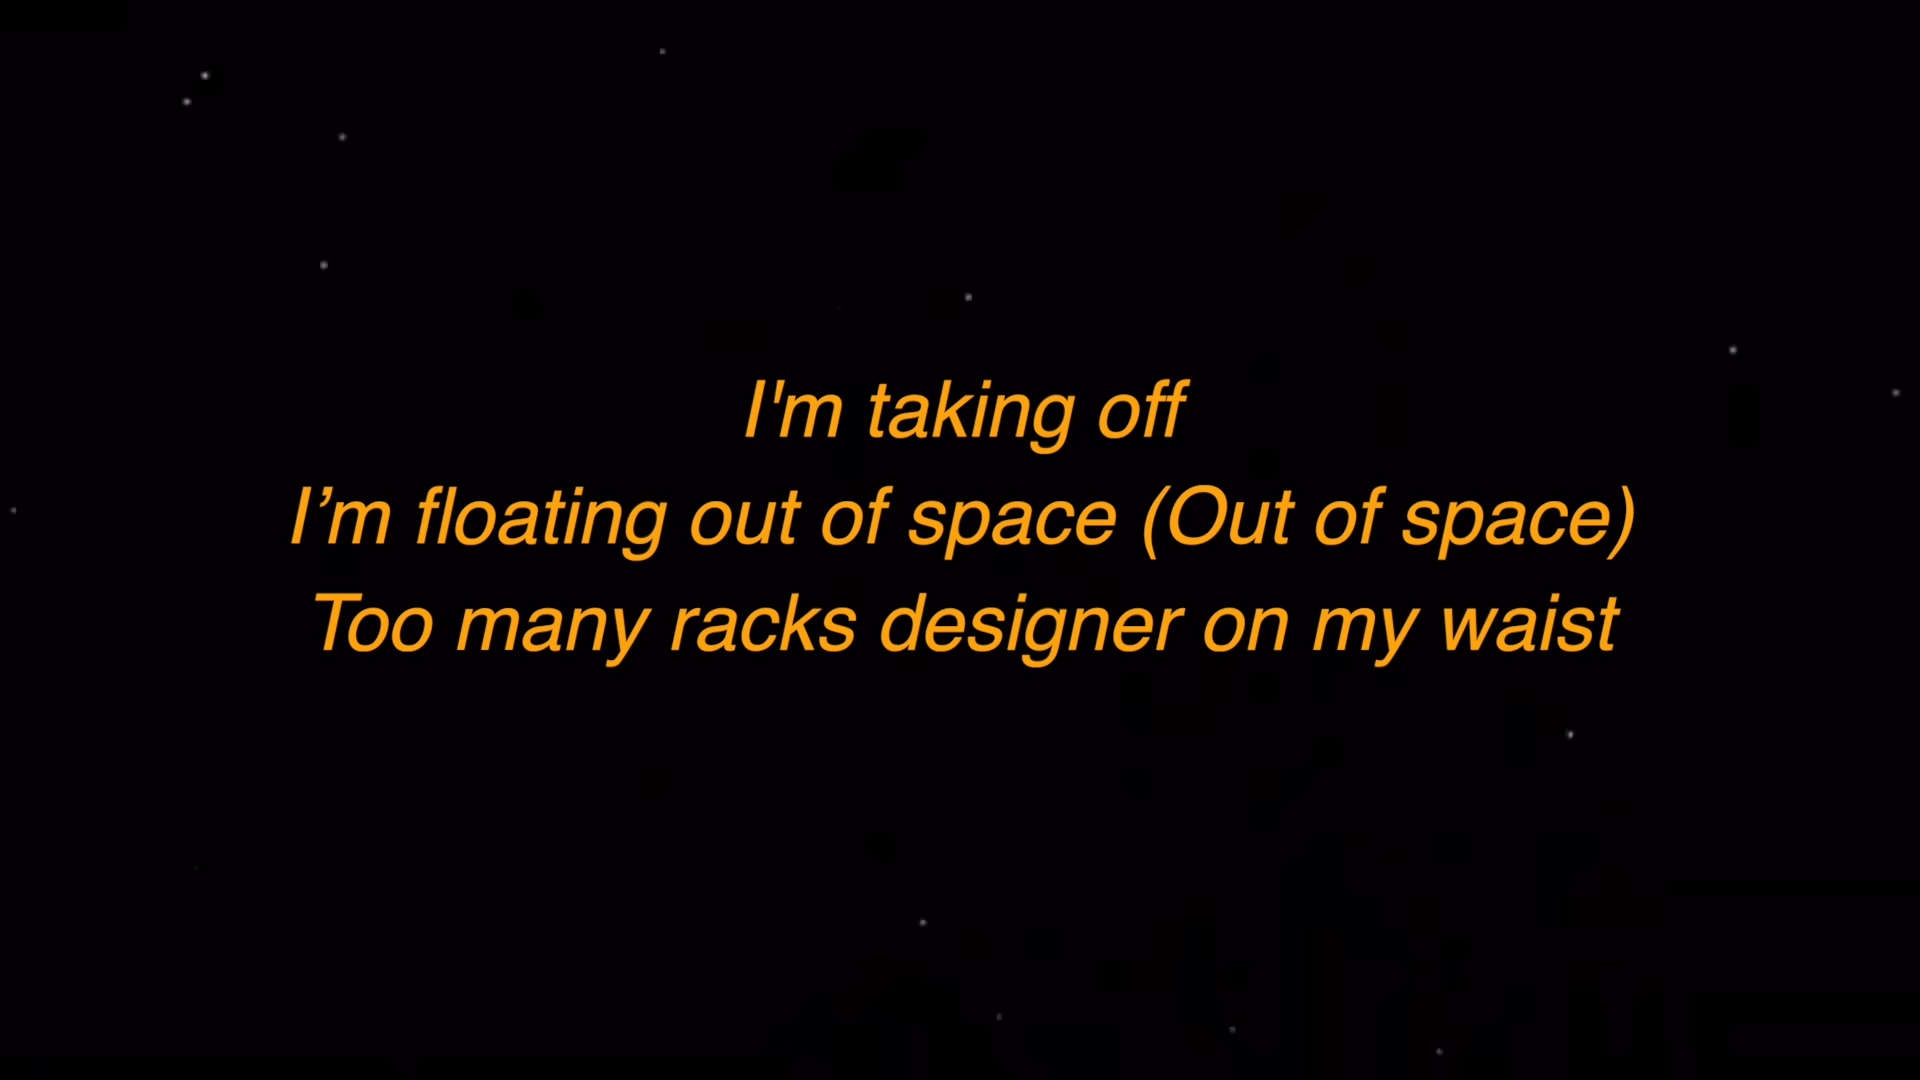 I'm taking off
I’m floating out of space (Out of space)
Too many racks designer on my waist